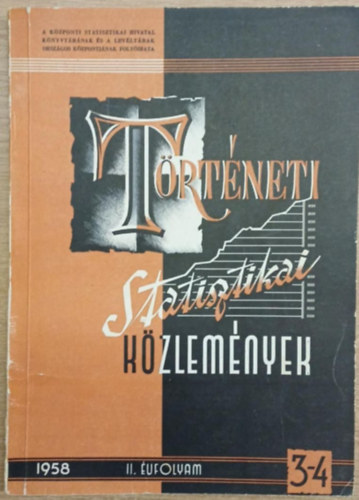 A KÖZPONTI STATISZTIKAI HIVATAL
KÖNYVTÁRÁNAK ÉS A LEVÉLTÁRAK
ORSZÁGOS KÖZPONTJÁNAK FOLYÓIRATA
TÖRTÉNETI
Statisztikai
KÖZLEMÉNYEK
1958 II. ÉVFOLYAM 3-4